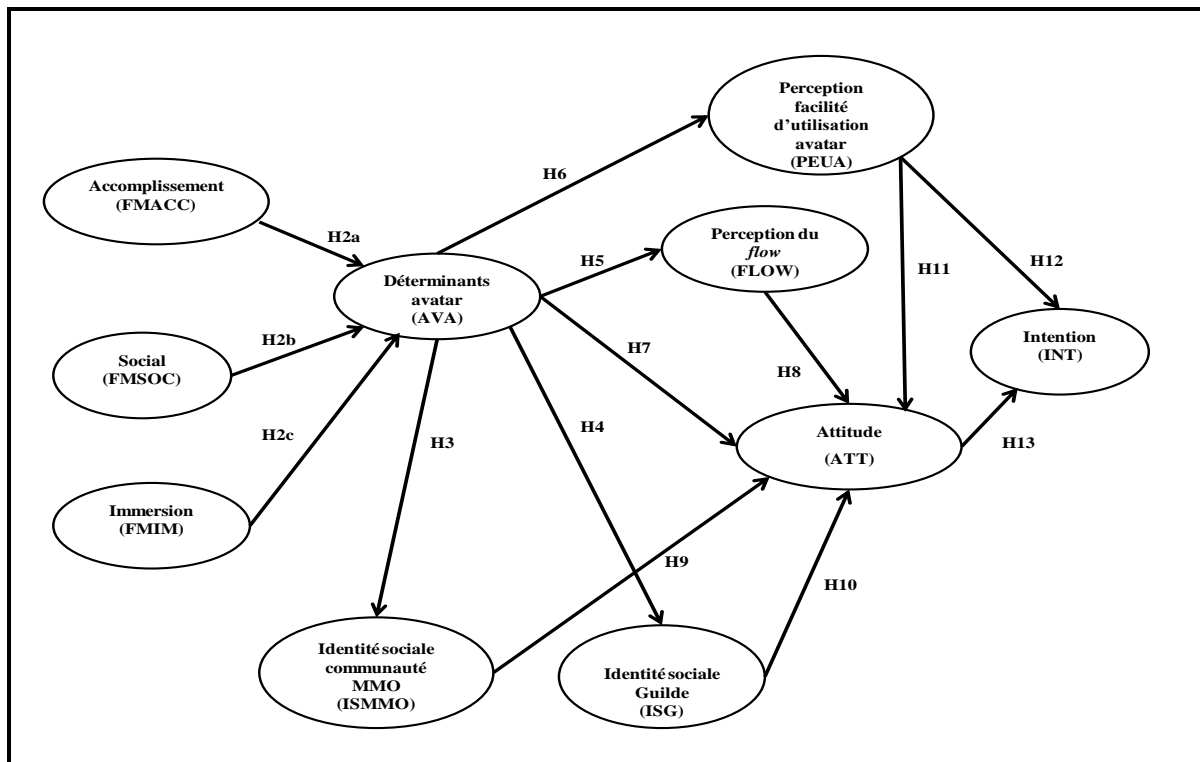 Perception
facilité
d'utilisation
avatar
(PEUA)
H6
Accomplissement
(FMACC)
H2a
Perception du
flow
(FLOW)
H5
H11
H12
Déterminants
avatar
(AVA)
H2b
H7
Intention
(INT)
Social
(FMSOC)
H8
H2c
H3
H4
Attitude
(ATT)
H13
Immersion
(FMIM)
H9
H10
Identité sociale
communauté
MMO
(ISMMO)
Identité sociale
Guilde
(ISG)